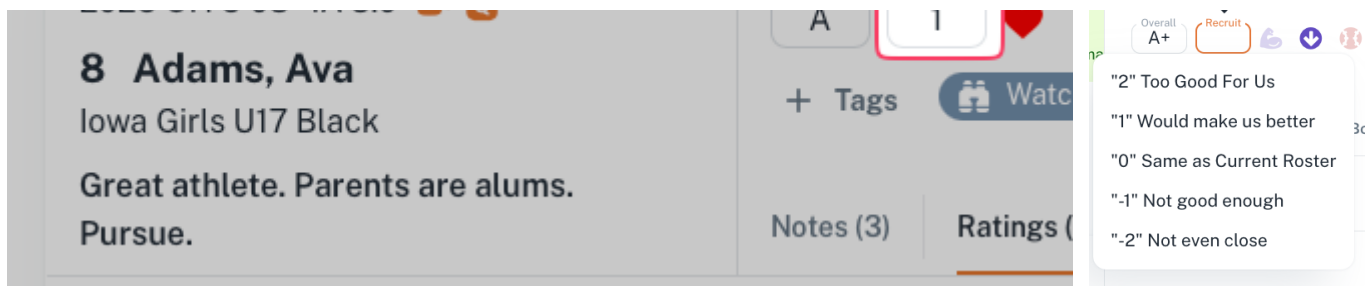 A
1
8 Adams, Ava
Iowa Girls U17 Black
Great athlete. Parents are alums.
Pursue.
+ Tags
Notes (3)
Ratings (
Overall
A+
Recruit
"2" Too Good For Us
"1" Would make us better
"0" Same as Current Roster
"-1" Not good enough
"-2" Not even close